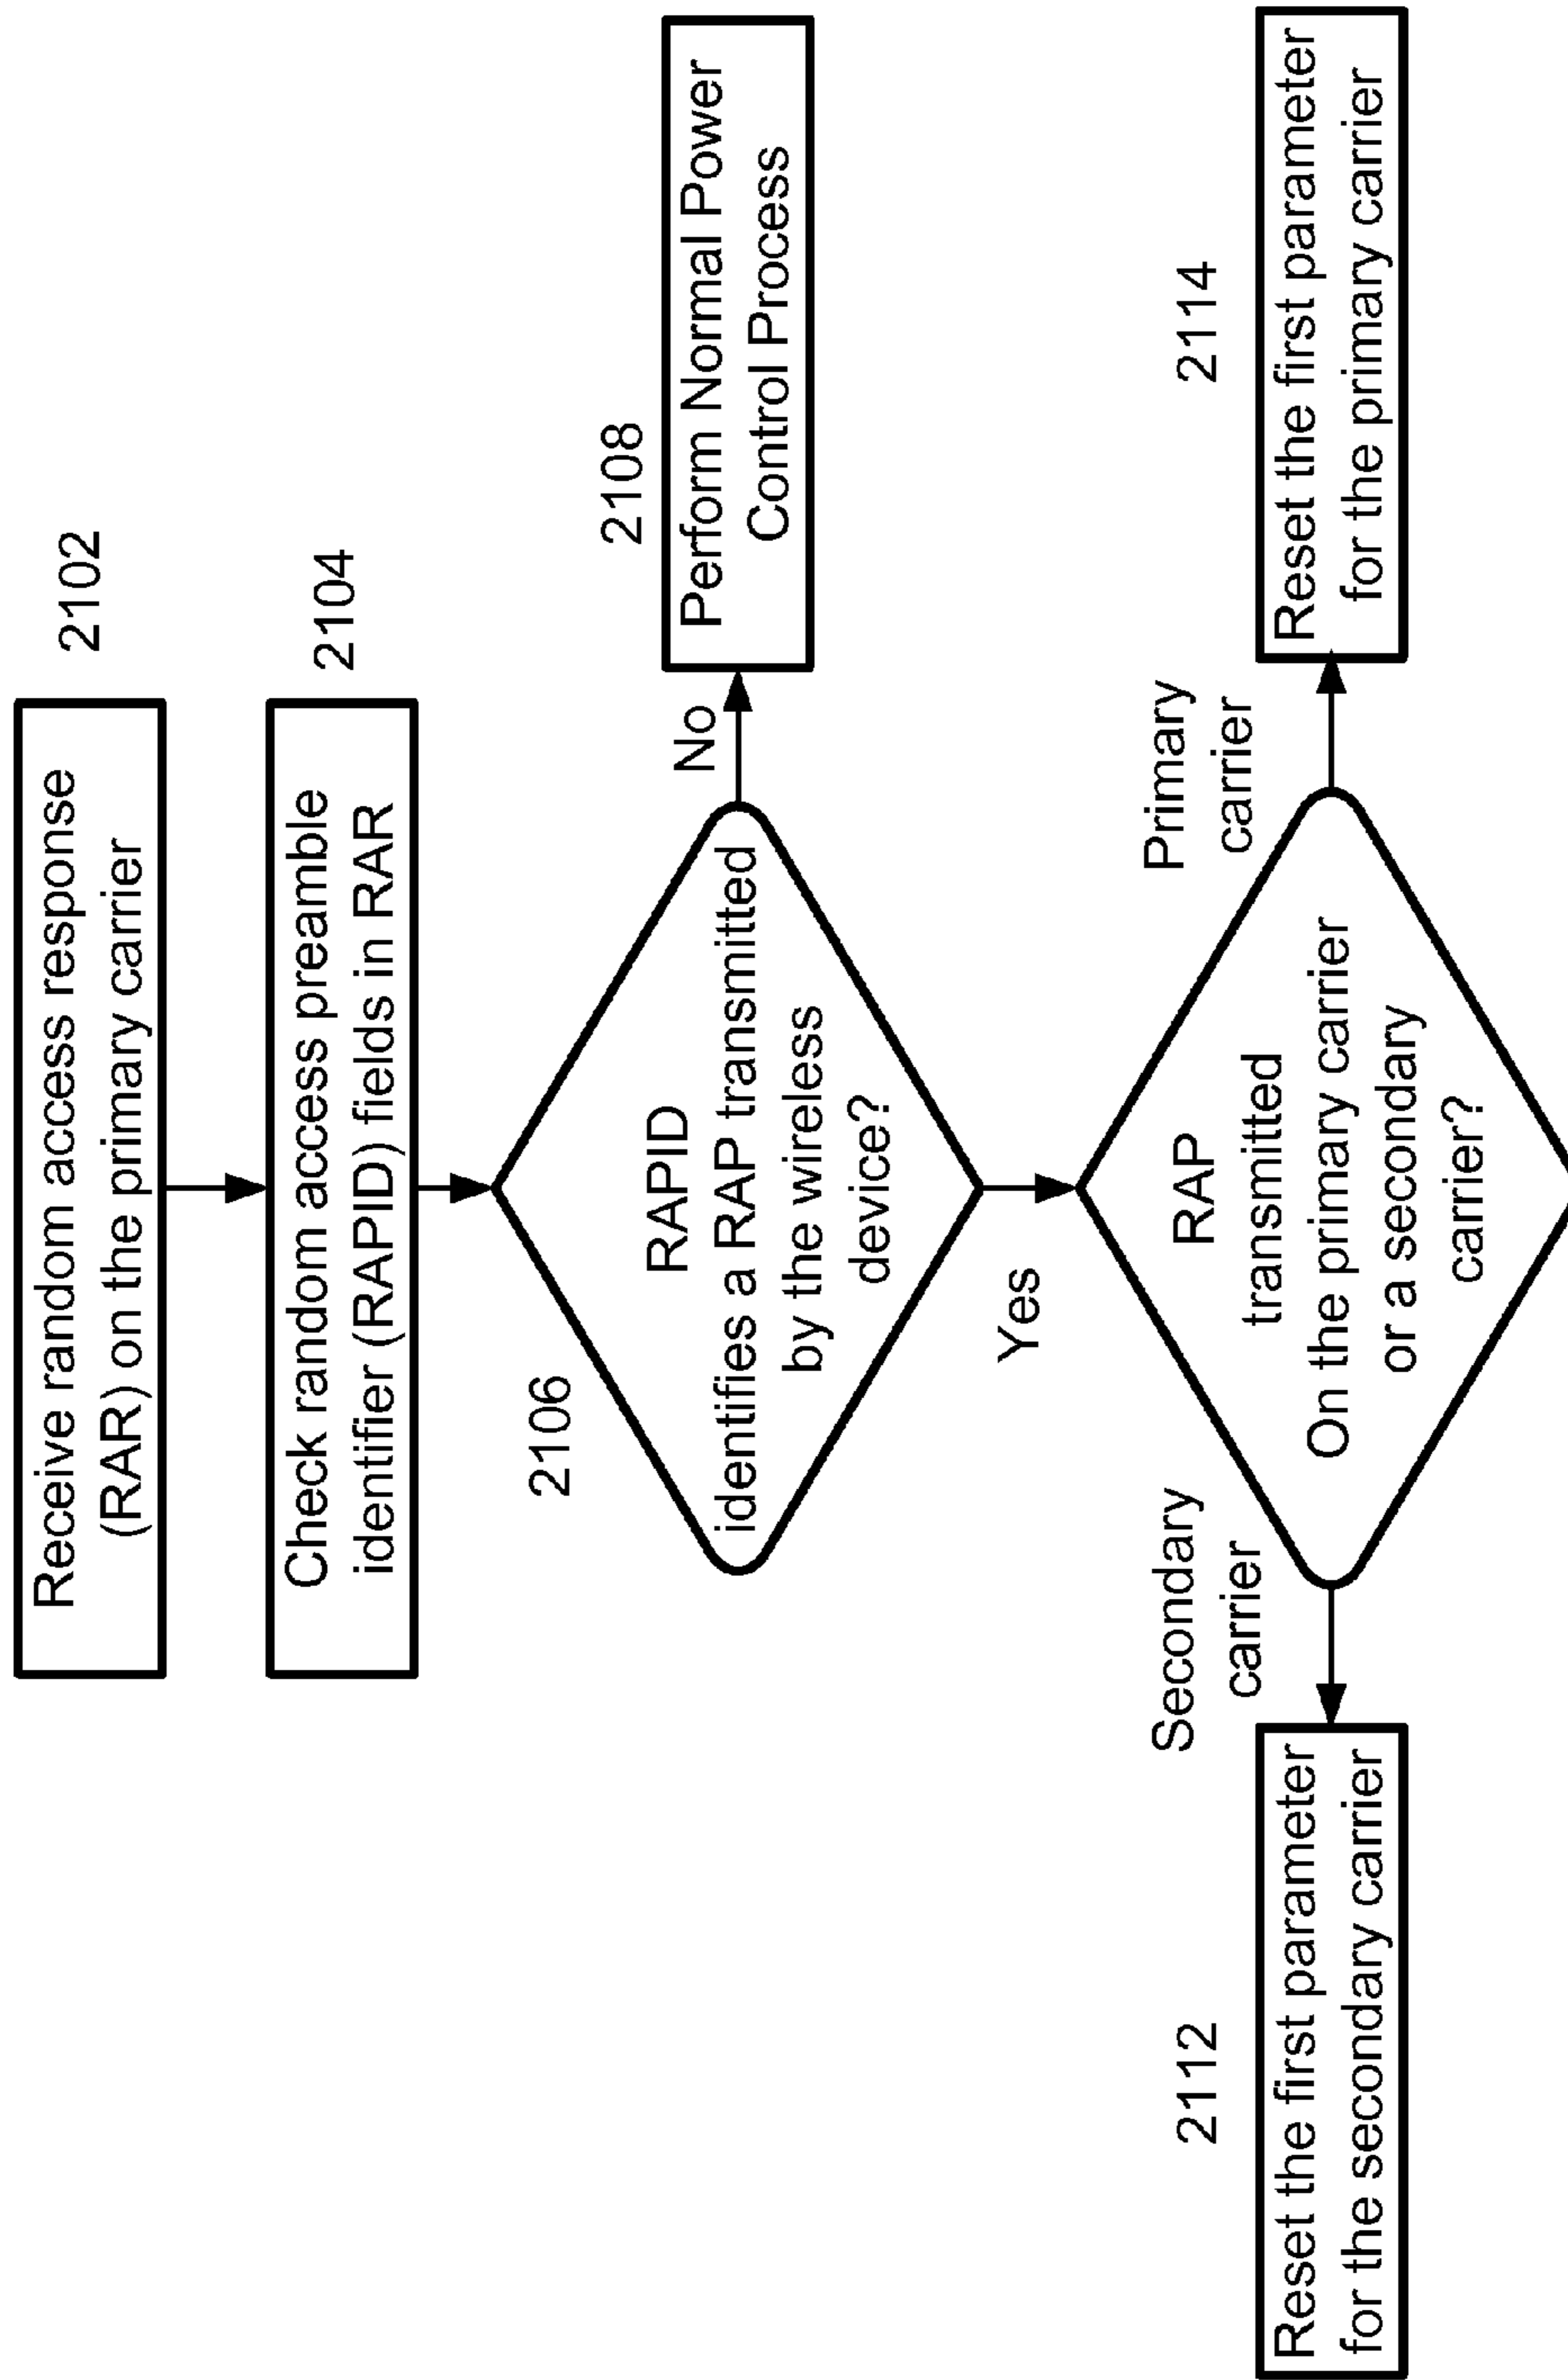 2102
Receive random access response
(RAR) on the primary carrier
2104
Check random access preamble
identifier (RAPID) fields in RAR
2106
RAPID
identifies a RAP transmitted
by the wireless
device?
No
2108
Perform Normal Power
Control Process
Yes
RAP
transmitted
On the primary carrier
or a secondary
carrier?
Secondary
carrier
2112
Reset the first parameter
for the secondary carrier
Primary
carrier
2114
Reset the first parameter
for the primary carrier